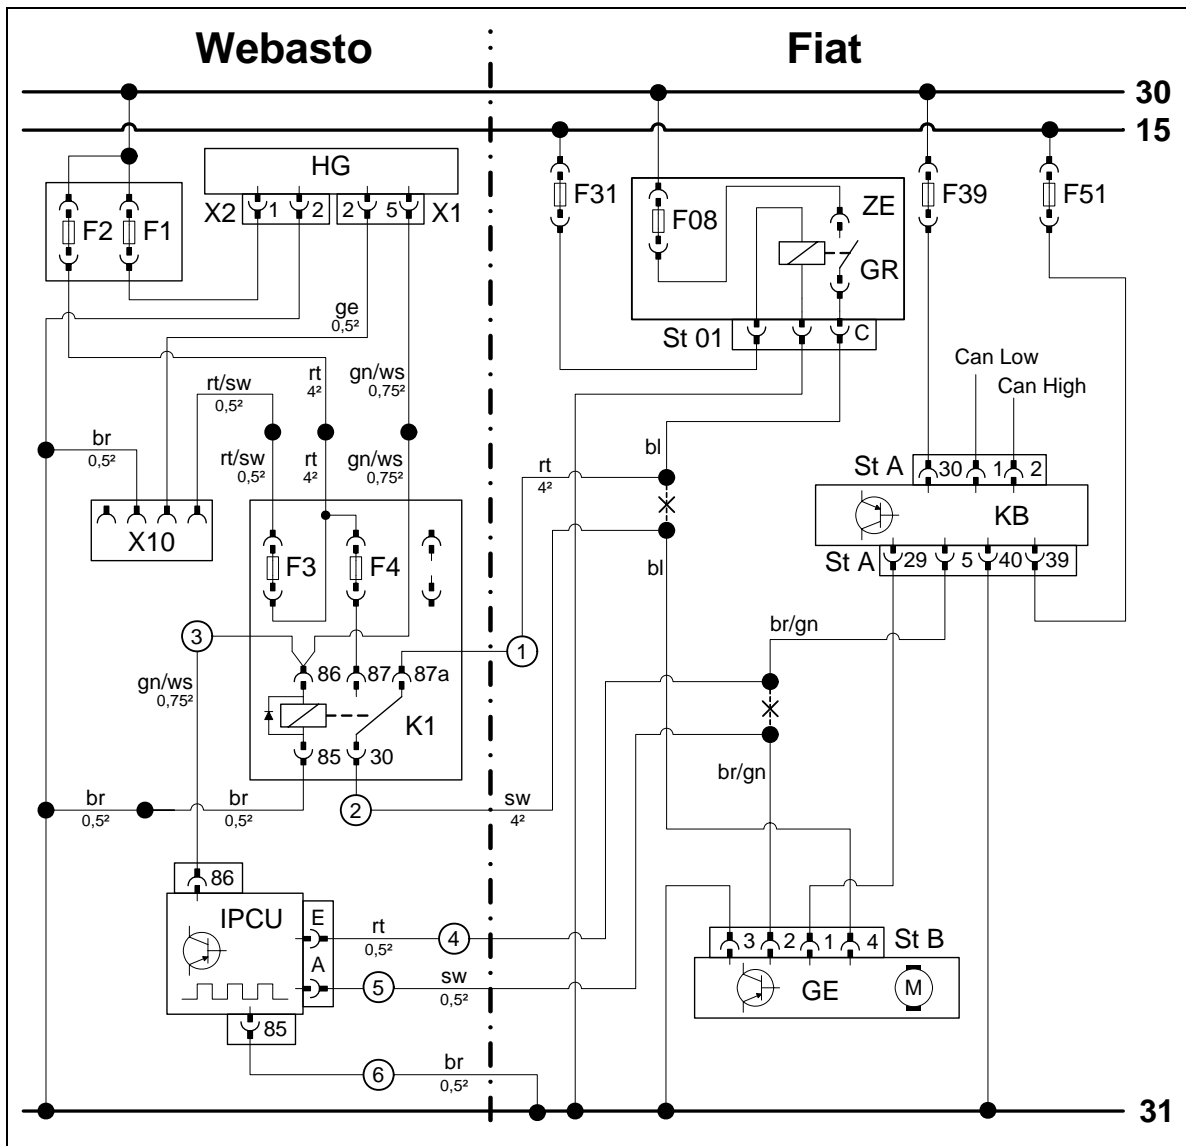 Webasto
Fiat
30
15
HG
X2
1
2
2
5
X1
F2
F1
F31
F08
ZE
GR
F39
F51
St 01
C
ge
0,5²
rt/sw
0,5²
rt
4²
gn/ws
0,75²
Can Low
Can High
br
0,5²
rt/sw
0,5²
rt
4²
gn/ws
0,75²
rt
4²
bl
St A
30
1
2
KB
X10
F3
F4
bl
St A
29
5
40
39
3
1
br/gn
86
87
87a
gn/ws
0,75²
K1
85
30
br/gn
br
0,5²
br
0,5²
2
sw
4²
86
IPCU
E
rt
0,5²
4
A
5
sw
0,5²
3
2
1
4
St B
GE
M
85
6
br
0,5²
31